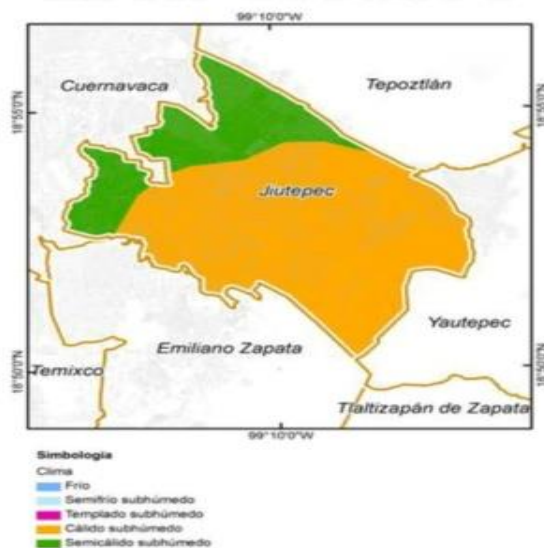 99°10'0"W
Cuernavaca
Tepoztlán
18°55'0"N
18°55'0"N
Jiutepec
Yautepec
Emiliano Zapata
18°50'0"N
18°50'0"N
Temixco
Tlaltizapán de Zapata
99°10'0"W
Simbología
Clima
Frío
Semifrío subhúmedo
Templado subhúmedo
Cálido subhúmedo
Semicálido subhúmedo